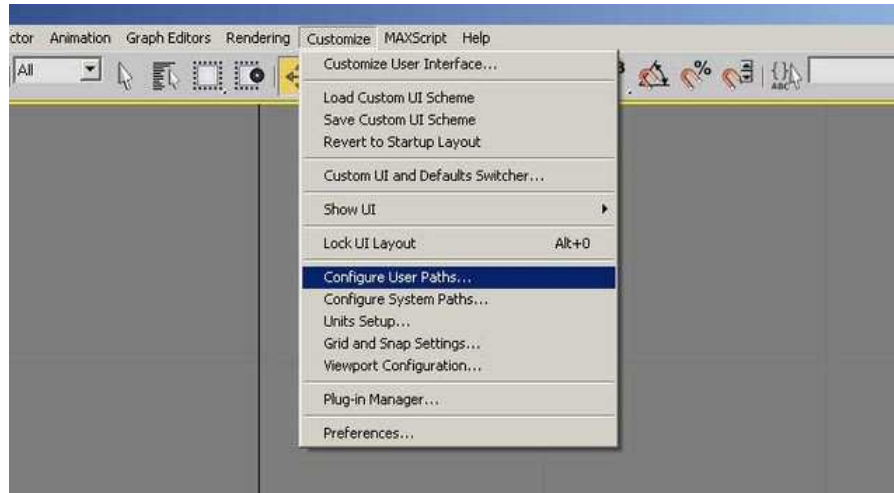 ctor Animation Graph Editors Rendering Customize MAXScript Help
All
Customize User Interface...
Load Custom UI Scheme
Save Custom UI Scheme
Revert to Startup Layout
Custom UI and Defaults Switcher...
Show UI
Lock UI Layout Alt+0
Configure User Paths...
Configure System Paths...
Units Setup...
Grid and Snap Settings...
Viewport Configuration...
Plug-in Manager...
Preferences...